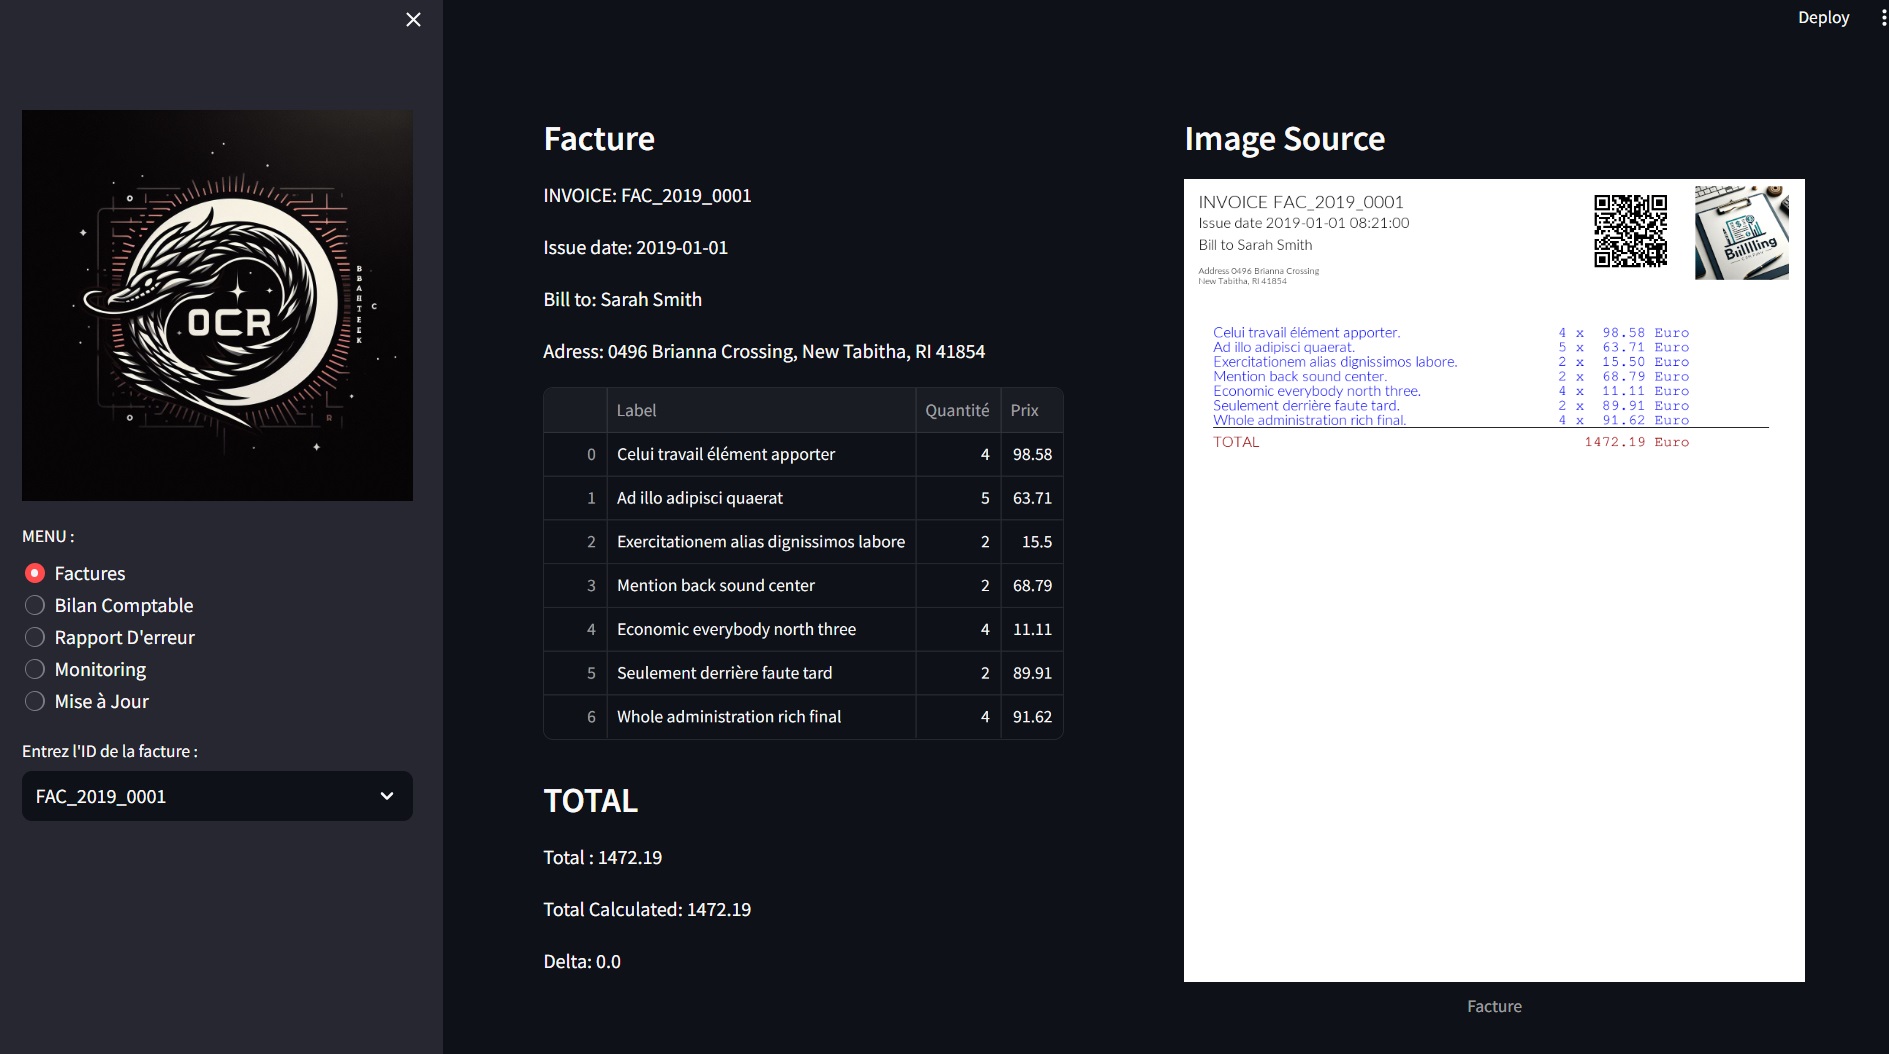 Deploy
OCR
MENU :
Factures
Bilan Comptable
Rapport D'erreur
Monitoring
Mise à Jour
Entrez l'ID de la facture :
FAC_2019_0001
Facture
INVOICE: FAC_2019_0001
Issue date: 2019-01-01
Bill to: Sarah Smith
Adress: 0496 Brianna Crossing, New Tabitha, RI 41854
Label Quantité Prix
0 Celui travail élément apporter 4 98.58
1 Ad illo adipisci quaerat 5 63.71
2 Exercitationem alias dignissimos labore 2 15.5
3 Mention back sound center 2 68.79
4 Economic everybody north three 4 11.11
5 Seulement derrière faute tard 2 89.91
6 Whole administration rich final 4 91.62
TOTAL
Total : 1472.19
Total Calculated: 1472.19
Delta: 0.0
Image Source
INVOICE FAC_2019_0001
Issue date 2019-01-01 08:21:00
Bill to Sarah Smith
Address 0496 Brianna Crossing
New Tabitha, RI 41854
Billlling
Celui travail élément apporter. 4 x 98.58 Euro
Ad illo adipisci quaerat. 5 x 63.71 Euro
Exercitationem alias dignissimos labore. 2 x 15.50 Euro
Mention back sound center. 2 x 68.79 Euro
Economic everybody north three. 4 x 11.11 Euro
Seulement derrière faute tard. 2 x 89.91 Euro
Whole administration rich final. 4 x 91.62 Euro
TOTAL 1472.19 Euro
Facture